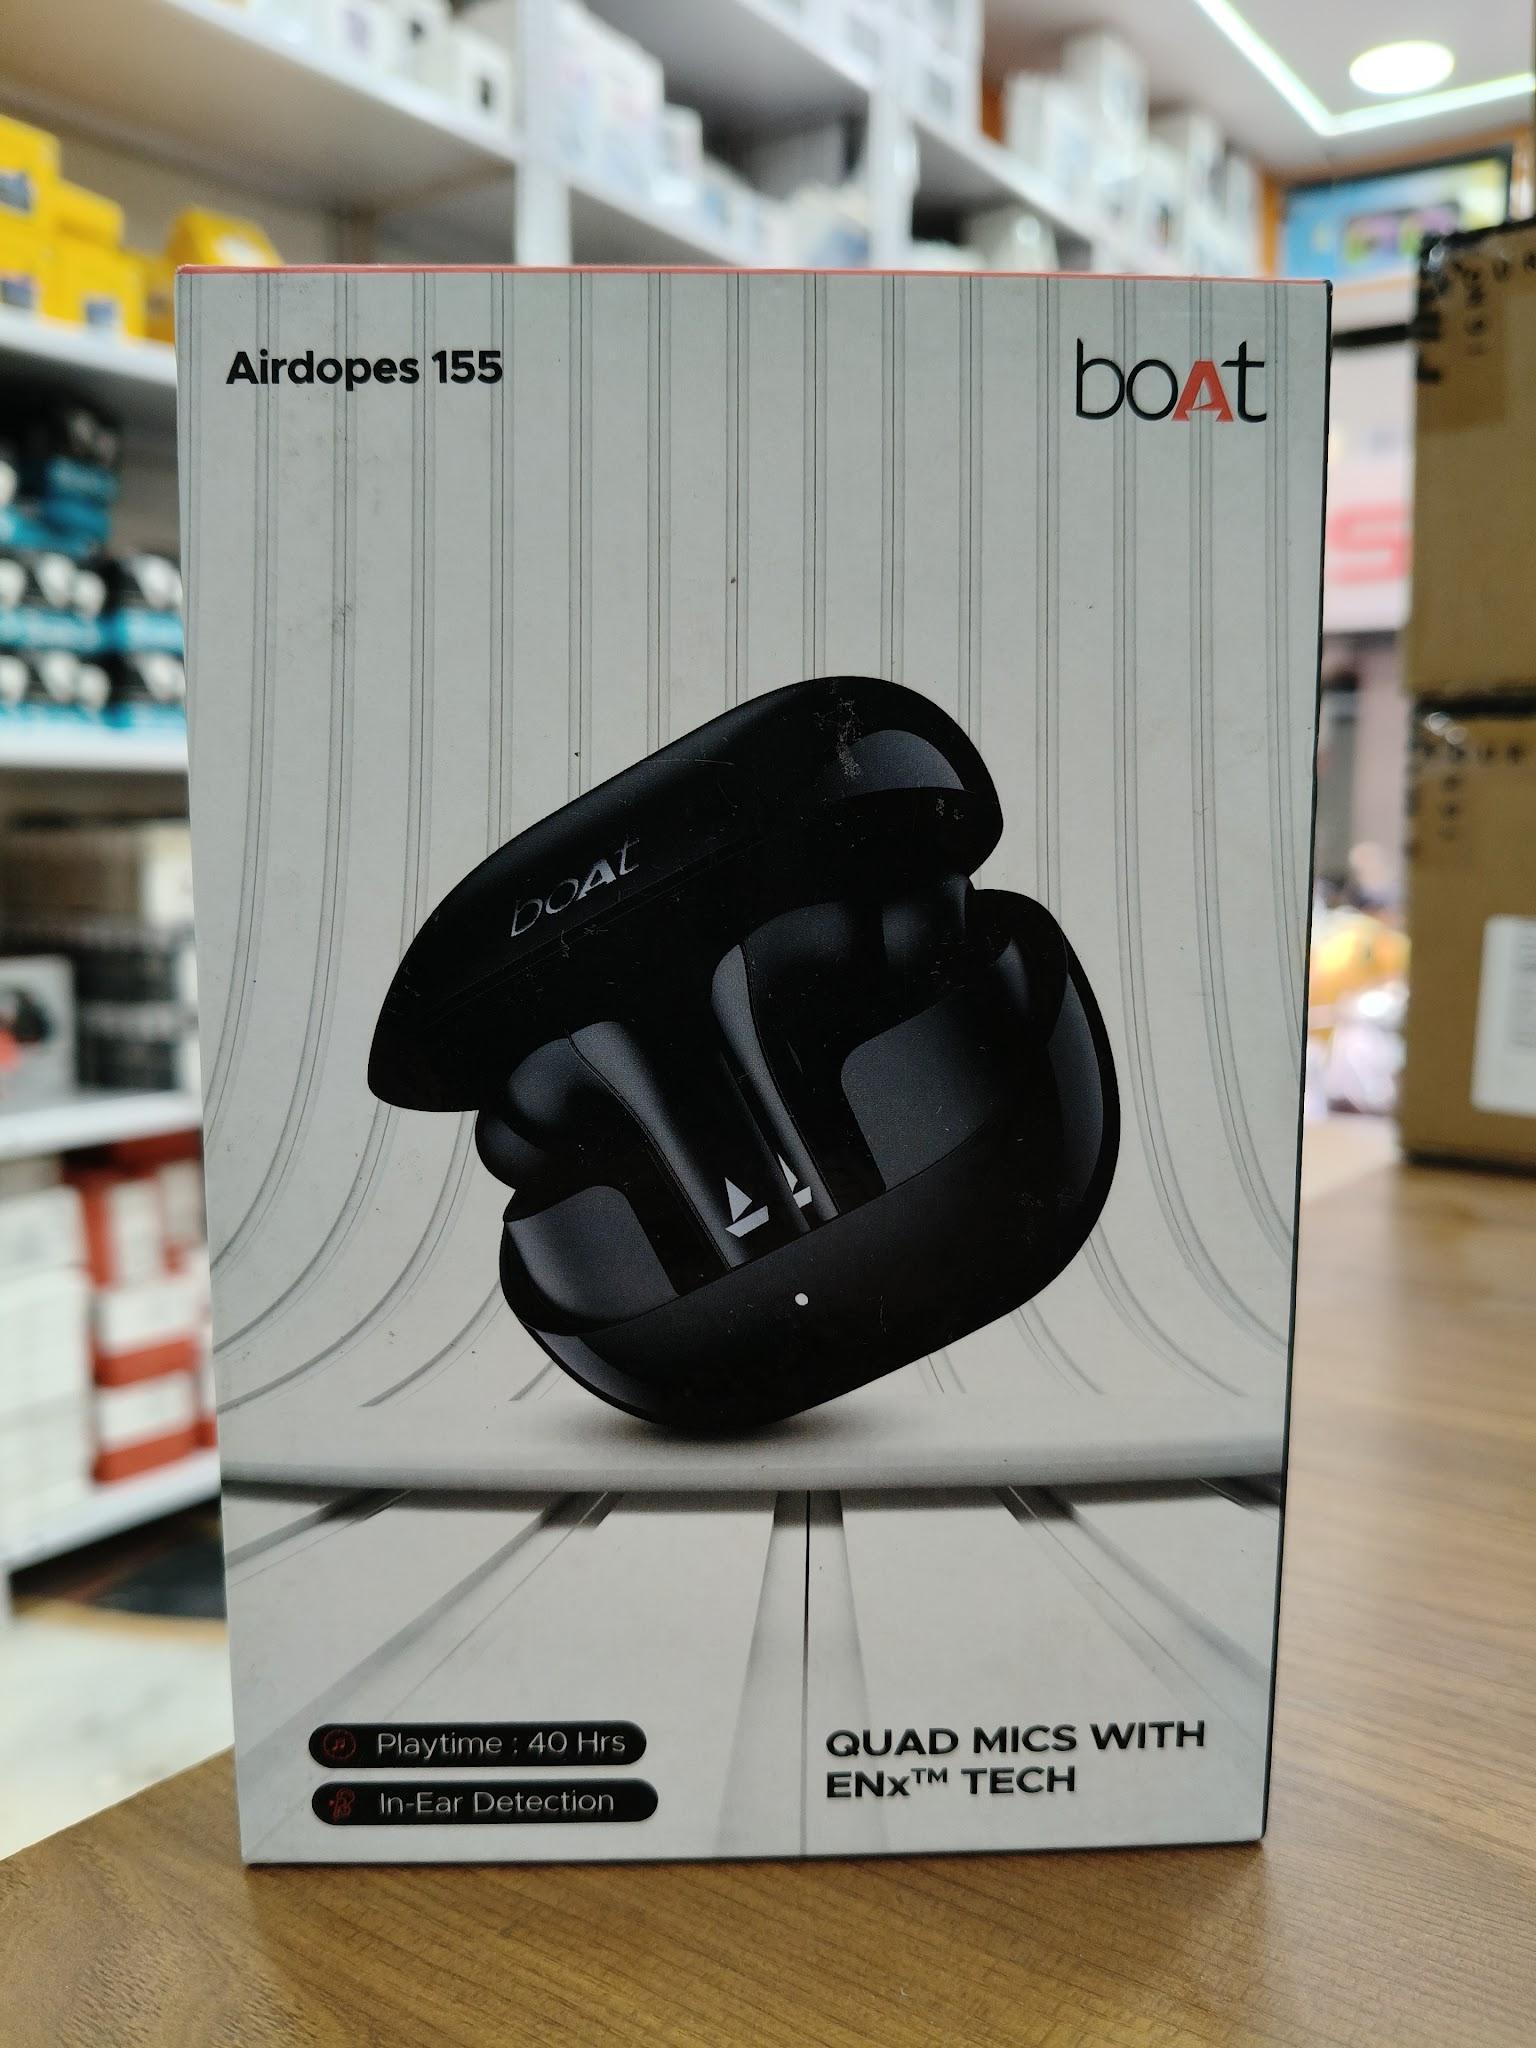 Airdopes 155
boAt
boAt
Playtime : 40 Hrs
In-Ear Detection
QUAD MICS WITH
ENx™ TECH